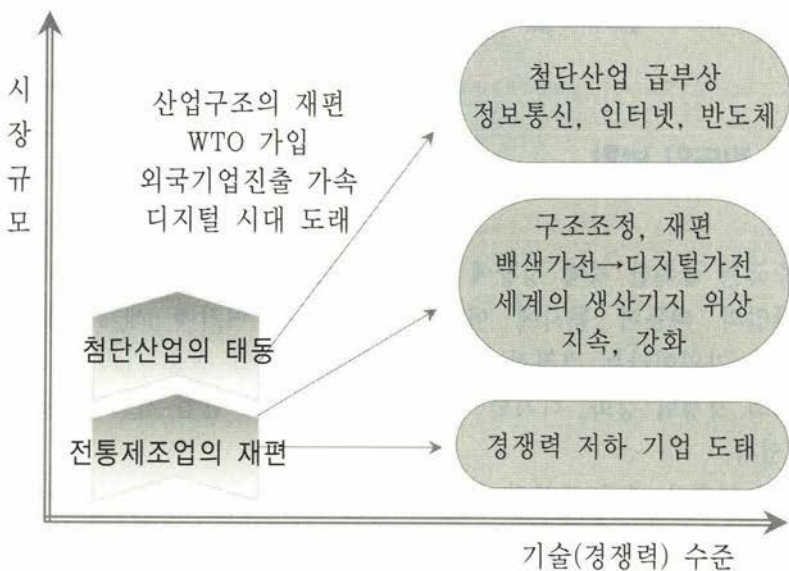 시
장
규
모
산업구조의 재편
WTO 가입
외국기업진출 가속
디지털 시대 도래
첨단산업의 태동
전통제조업의 재편
첨단산업 급부상
정보통신, 인터넷, 반도체
구조조정, 재편
백색가전→디지털가전
세계의 생산기지 위상
지속, 강화
경쟁력 저하 기업 도태
기술(경쟁력) 수준